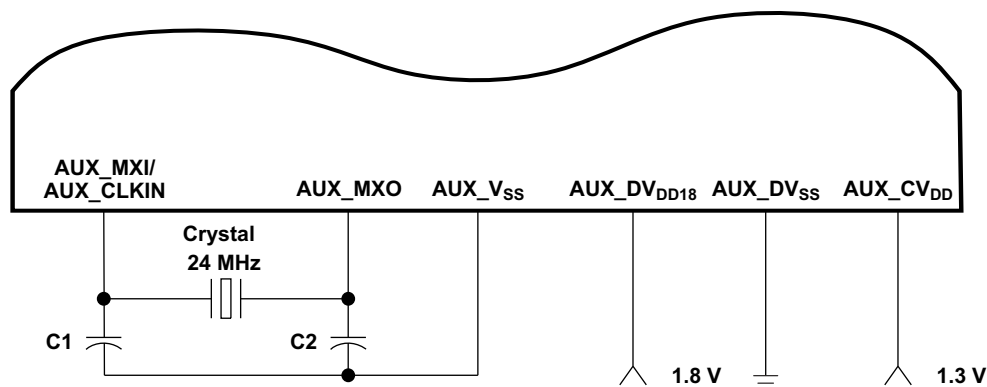 AUX_MXI/
AUX_CLKIN
AUX_MXO
AUX_VSS
AUX_DVDD18
AUX_DVSS
AUX_CVDD
Crystal
24 MHz
C1
C2
1.8 V
1.3 V